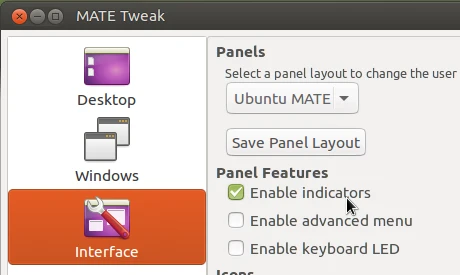 MATE Tweak
Desktop
Windows
Interface
Panels
Select a panel layout to change the user
Ubuntu MATE
Save Panel Layout
Panel Features
Enable indicators
Enable advanced menu
Enable keyboard LED